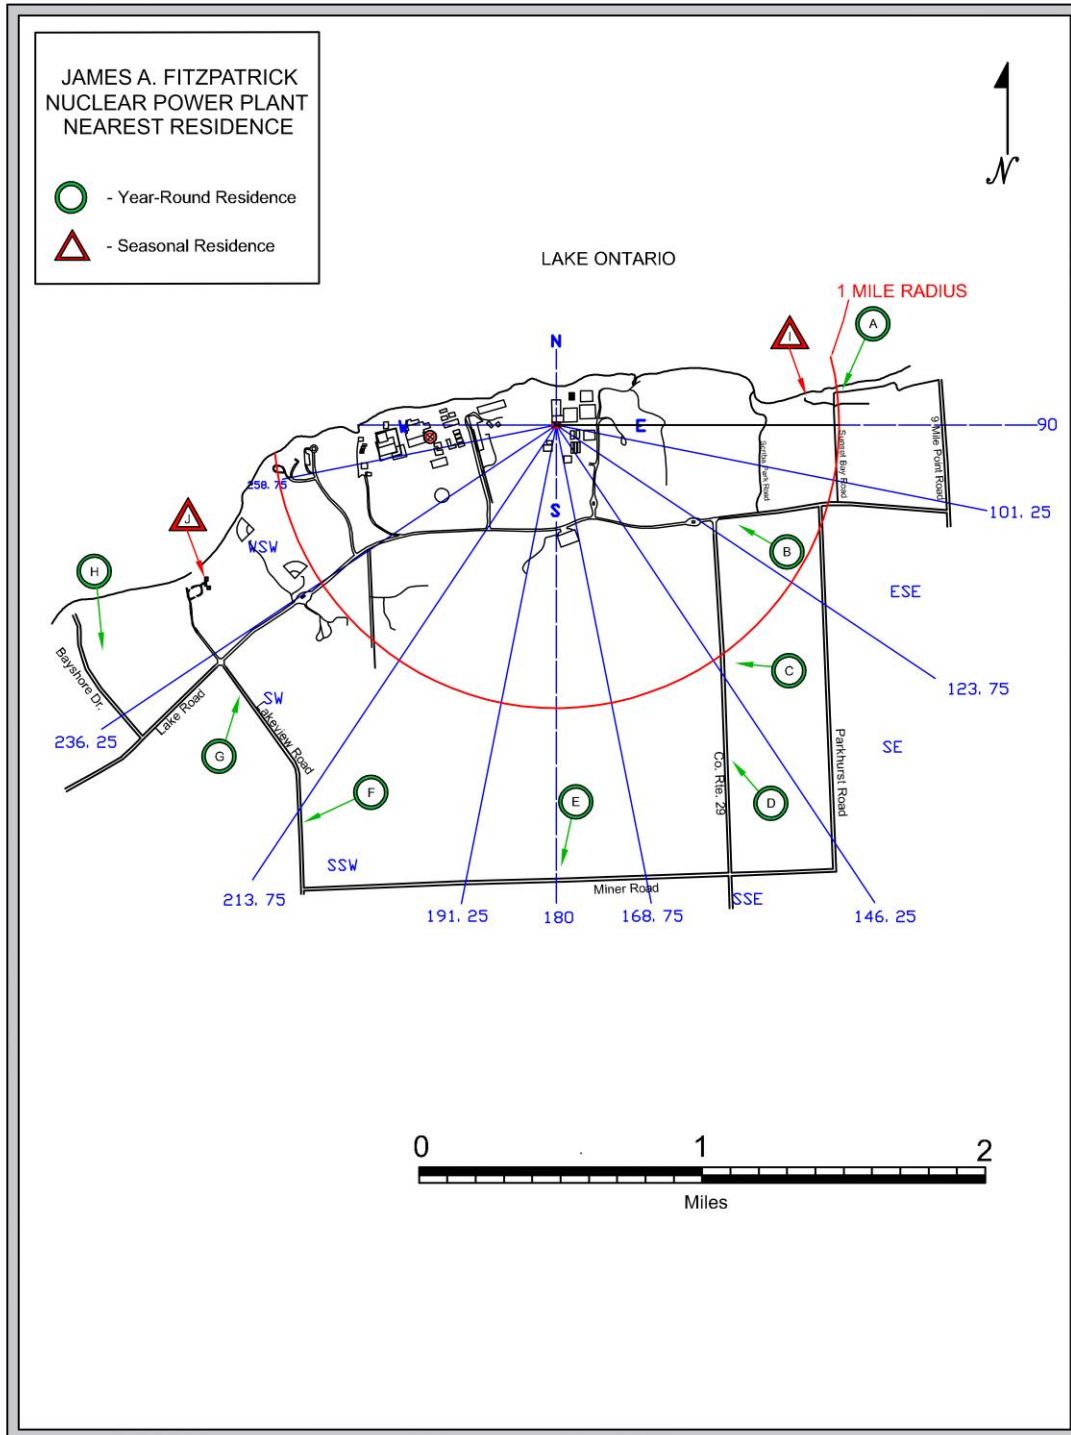 JAMES A. FITZPATRICK
NUCLEAR POWER PLANT
NEAREST RESIDENCE
- Year-Round Residence
- Seasonal Residence
N
LAKE ONTARIO
1 MILE RADIUS
A
I
N
W
E
90
9 Mile Point Road
Sunset Bay Road
Scriba Park Road
258. 75
101. 25
S
J
WSW
B
H
ESE
C
Bayshore Dr.
SW
123. 75
Lake Road
Lakeview Road
236. 25
G
SE
Parkhurst Road
Co. Rte. 29
F
E
D
SSW
Miner Road
SSE
213. 75
191. 25
180
168. 75
146. 25
0 1 2
Miles